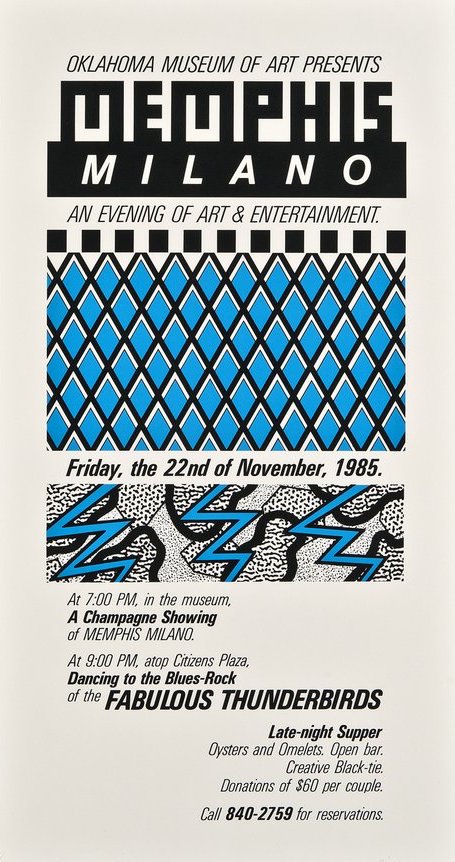 OKLAHOMA MUSEUM OF ART PRESENTS
MEMPHIS
MILANO
AN EVENING OF ART & ENTERTAINMENT.
Friday, the 22nd of November, 1985.
At 7:00 PM, in the museum,
A Champagne Showing
of MEMPHIS MILANO.
At 9:00 PM, atop Citizens Plaza,
Dancing to the Blues-Rock
of the FABULOUS THUNDERBIRDS
Late-night Supper
Oysters and Omelets. Open bar.
Creative Black-tie.
Donations of $60 per couple.
Call 840-2759 for reservations.